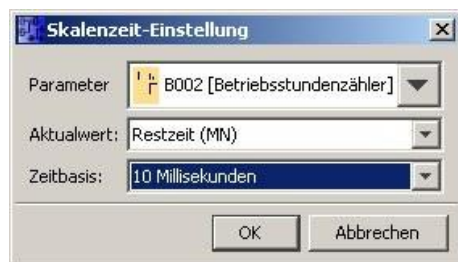 Skalenzeit-Einstellung
Parameter B002 [Betriebsstundenzähler]
Aktualwert: Restzeit (MN)
Zeitbasis: 10 Millisekunden
OK Abbrechen